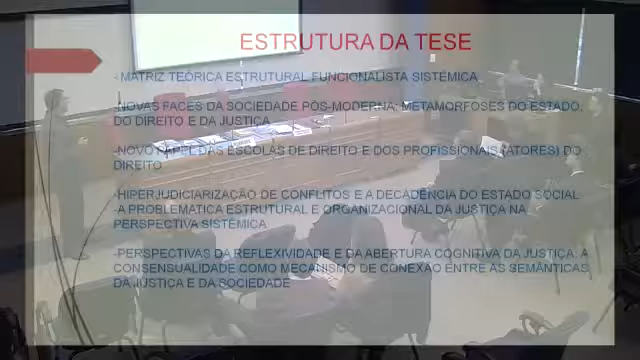 ESTRUTURA DA TESE
-MATRIZ TEÓRICA ESTRUTURAL FUNCIONALISTA SISTÊMICA
-NOVAS FACES DA SOCIEDADE PÓS-MODERNA: METAMORFOSES DO ESTADO,
DO DIREITO E DA JUSTIÇA
-NOVO PAPEL DAS ESCOLAS DE DIREITO E DOS PROFISSIONAIS (ATORES) DO
DIREITO
-HIPERJUDICIARIZAÇÃO DE CONFLITOS E A DECADÊNCIA DO ESTADO SOCIAL
-A PROBLEMÁTICA ESTRUTURAL E ORGANIZACIONAL DA JUSTIÇA NA
PERSPECTIVA SISTÊMICA
-PERSPECTIVAS DA REFLEXIVIDADE E DA ABERTURA COGNITIVA DA JUSTIÇA: A
CONSENSUALIDADE COMO MECANISMO DE CONEXÃO ENTRE AS SEMÂNTICAS
DA JUSTIÇA E DA SOCIEDADE